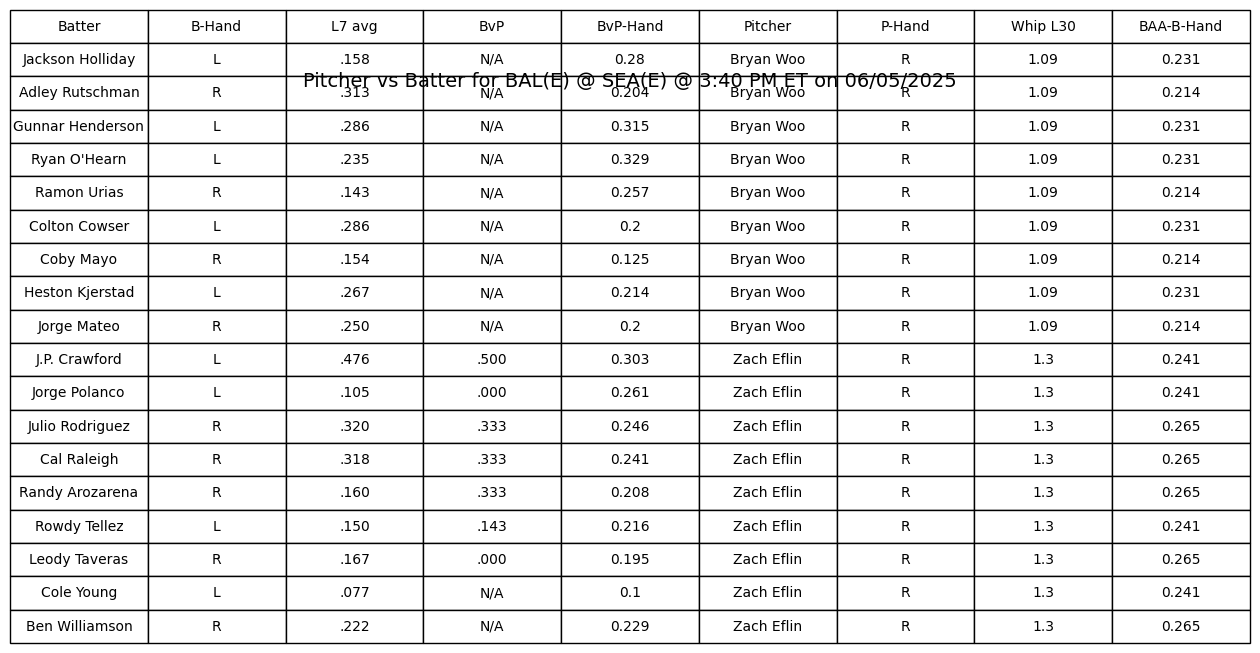 Batter B-Hand L7 avg BvP BvP-Hand Pitcher P-Hand Whip L30 BAA-B-Hand
Jackson Holliday L .158 N/A 0.28 Bryan Woo R 1.09 0.231
Pitcher vs Batter for BAL(E) @ SEA(E) @ 3:40 PM ET on 06/05/2025
Adley Rutschman R .313 N/A 0.204 Bryan Woo R 1.09 0.214
Gunnar Henderson L .286 N/A 0.315 Bryan Woo R 1.09 0.231
Ryan O'Hearn L .235 N/A 0.329 Bryan Woo R 1.09 0.231
Ramon Urias R .143 N/A 0.257 Bryan Woo R 1.09 0.214
Colton Cowser L .286 N/A 0.2 Bryan Woo R 1.09 0.231
Coby Mayo R .154 N/A 0.125 Bryan Woo R 1.09 0.214
Heston Kjerstad L .267 N/A 0.214 Bryan Woo R 1.09 0.231
Jorge Mateo R .250 N/A 0.2 Bryan Woo R 1.09 0.214
J.P. Crawford L .476 .500 0.303 Zach Eflin R 1.3 0.241
Jorge Polanco L .105 .000 0.261 Zach Eflin R 1.3 0.241
Julio Rodriguez R .320 .333 0.246 Zach Eflin R 1.3 0.265
Cal Raleigh R .318 .333 0.241 Zach Eflin R 1.3 0.265
Randy Arozarena R .160 .333 0.208 Zach Eflin R 1.3 0.265
Rowdy Tellez L .150 .143 0.216 Zach Eflin R 1.3 0.241
Leody Taveras R .167 .000 0.195 Zach Eflin R 1.3 0.265
Cole Young L .077 N/A 0.1 Zach Eflin R 1.3 0.241
Ben Williamson R .222 N/A 0.229 Zach Eflin R 1.3 0.265